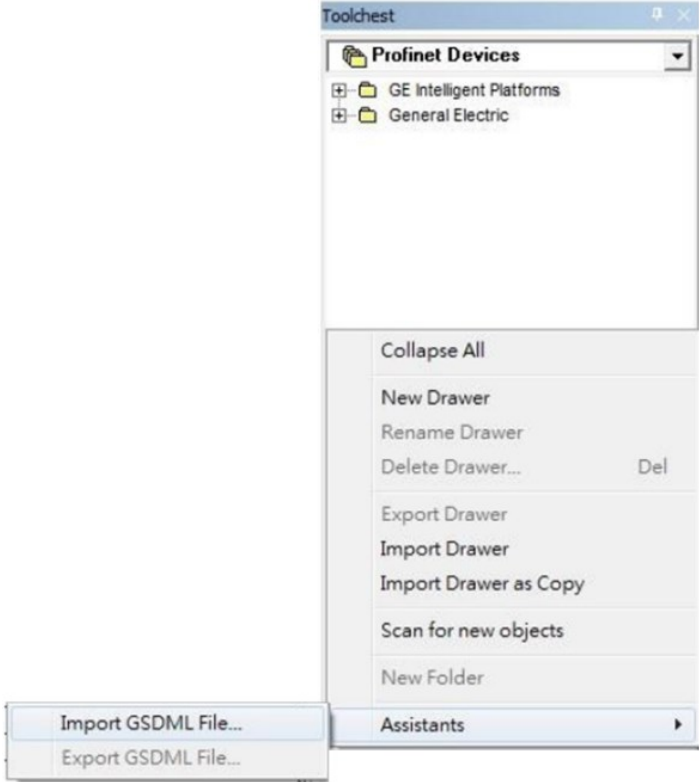 Toolchest
Profinet Devices
GE Intelligent Platforms
General Electric
Collapse All
New Drawer
Rename Drawer
Delete Drawer... Del
Export Drawer
Import Drawer
Import Drawer as Copy
Scan for new objects
New Folder
Assistants
Import GSDML File...
Export GSDML File...